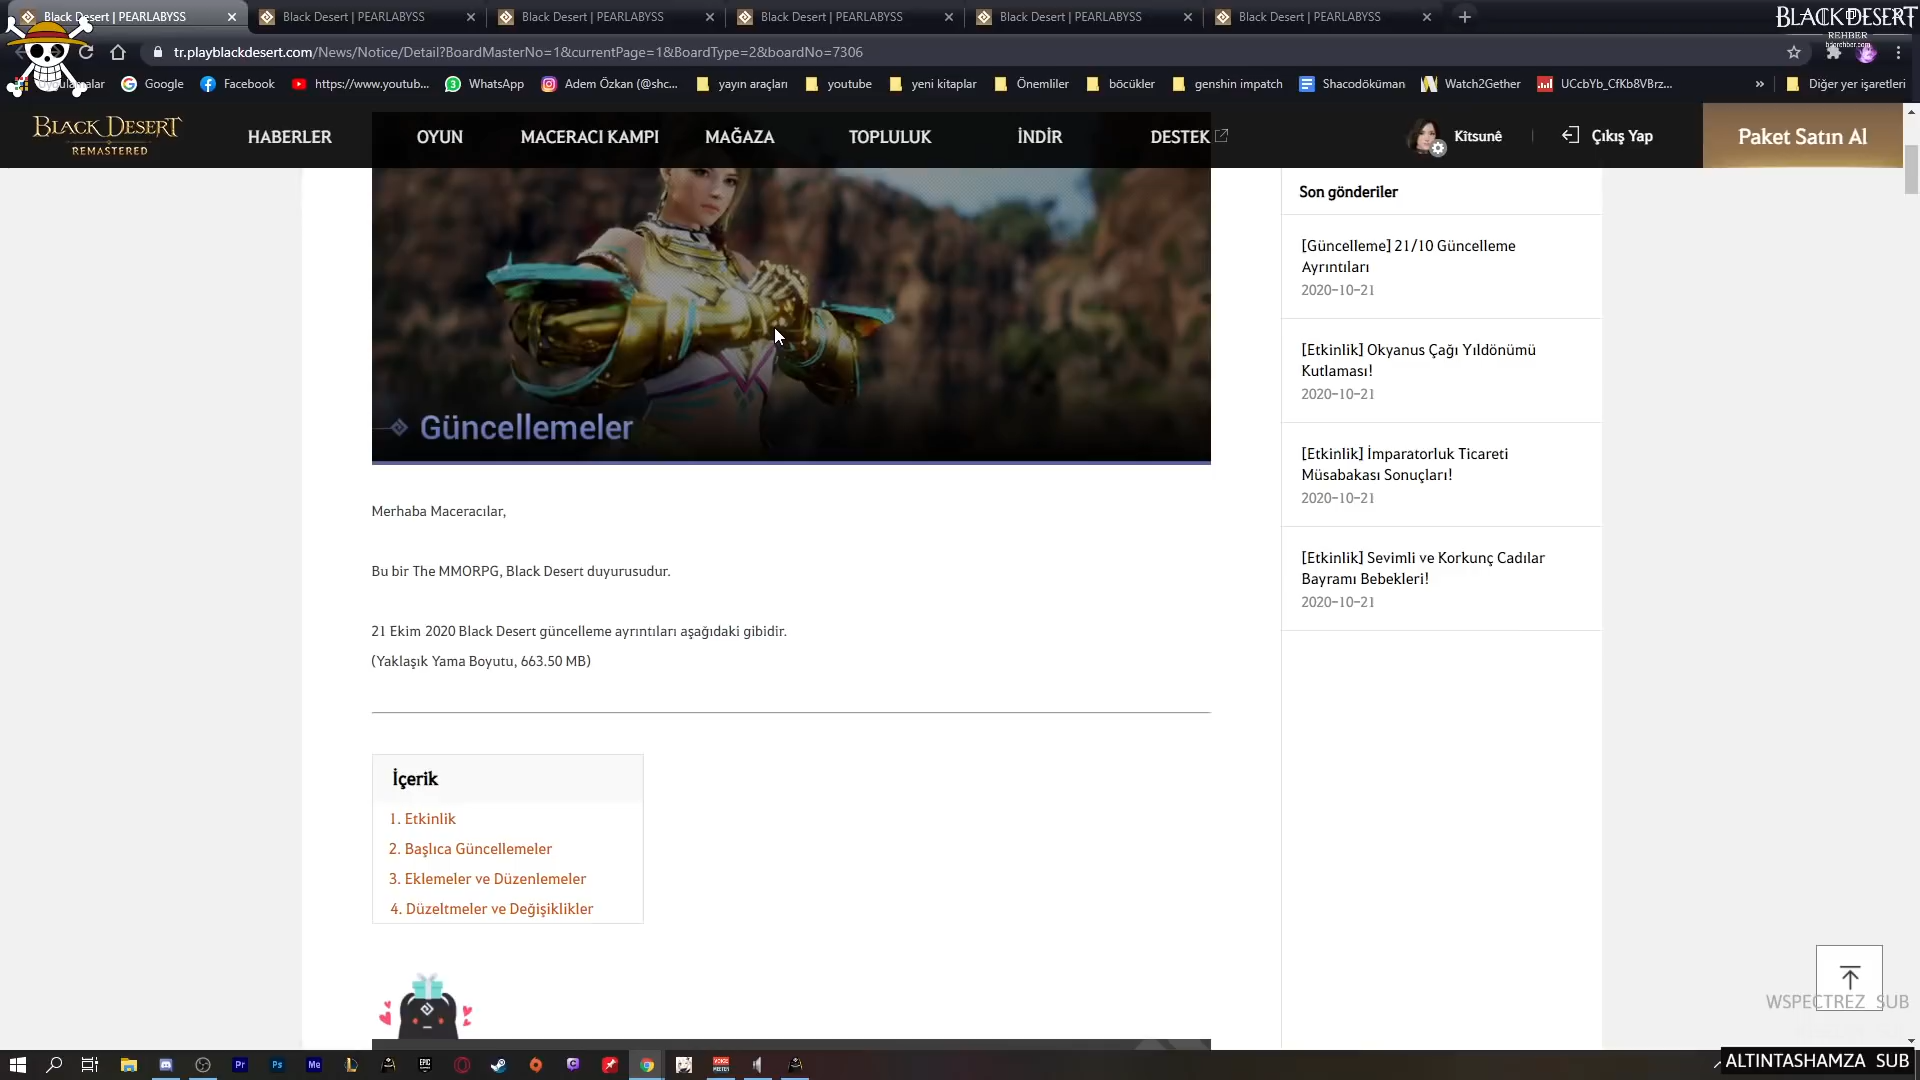 Black Desert | PEARLABYSS
Black Desert | PEARLABYSS
Black Desert | PEARLABYSS
Black Desert | PEARLABYSS
Black Desert | PEARLABYSS
Black Desert | PEARLABYSS
BLACK DESERT
REHBER
bdorehber.com
tr.playblackdesert.com/News/Notice/Detail?BoardMasterNo=1&currentPage=1&BoardType=2&boardNo=7306
Google
Facebook
https://www.youtub...
WhatsApp
Adem Özkan (@shc...
yayın araçları
youtube
yeni kitaplar
Önemliler
böcükler
genshin impatch
Shacodöküman
Watch2Gether
UCcbYb_CfKb8VBrz...
»
Diğer yer işaretleri
BLACK DESERT
REMASTERED
HABERLER
OYUN
MACERACI KAMPI
MAĞAZA
TOPLULUK
İNDİR
DESTEK
Kitsunê
Çıkış Yap
Paket Satın Al
Güncellemeler
Merhaba Maceracılar,
Bu bir The MMORPG, Black Desert duyurusudur.
21 Ekim 2020 Black Desert güncelleme ayrıntıları aşağıdaki gibidir.
(Yaklaşık Yama Boyutu, 663.50 MB)
İçerik
1. Etkinlik
2. Başlıca Güncellemeler
3. Eklemeler ve Düzenlemeler
4. Düzeltmeler ve Değişiklikler
Son gönderiler
[Güncelleme] 21/10 Güncelleme
Ayrıntıları
2020-10-21
[Etkinlik] Okyanus Çağı Yıldönümü
Kutlaması!
2020-10-21
[Etkinlik] İmparatorluk Ticareti
Müsabakası Sonuçları!
2020-10-21
[Etkinlik] Sevimli ve Korkunç Cadılar
Bayramı Bebekleri!
2020-10-21
WSPECTREZ SUB
Pr
Ps
Me
EPIC
ALTINTASHAMZA SUB